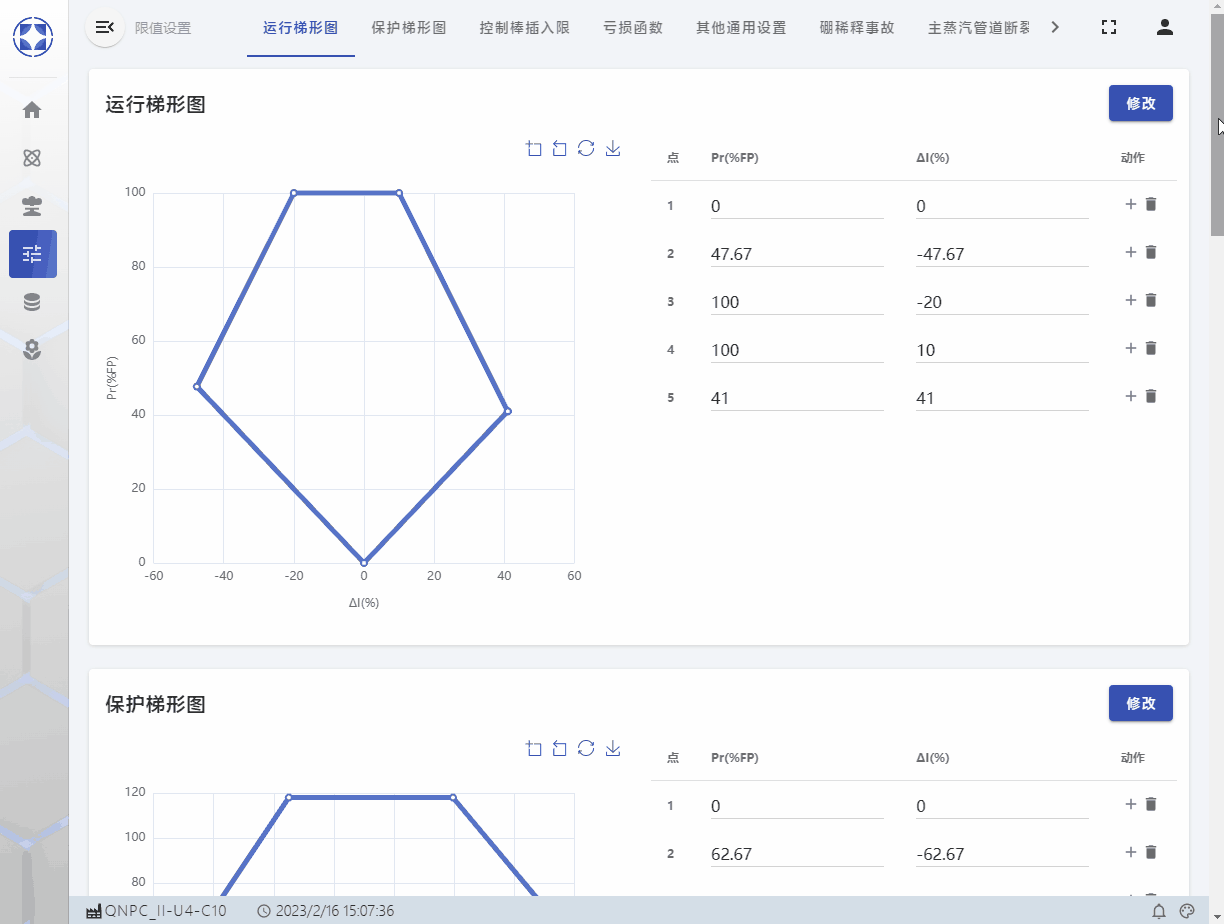 限值设置 运行梯形图 保护梯形图 控制棒插入限 亏损函数 其他通用设置 硼稀释事故 主蒸汽管道断裂
运行梯形图 修改
点 Pr(%FP) ΔI(%) 动作
1 0 0
2 47.67 -47.67
3 100 -20
4 100 10
5 41 41
100
80
60
40
20
0
Pr(%FP)
-60 -40 -20 0 20 40 60
ΔI(%)
保护梯形图 修改
点 Pr(%FP) ΔI(%) 动作
1 0 0
2 62.67 -62.67
120
100
80
QNPC_II-U4-C10 2023/2/16 15:07:36